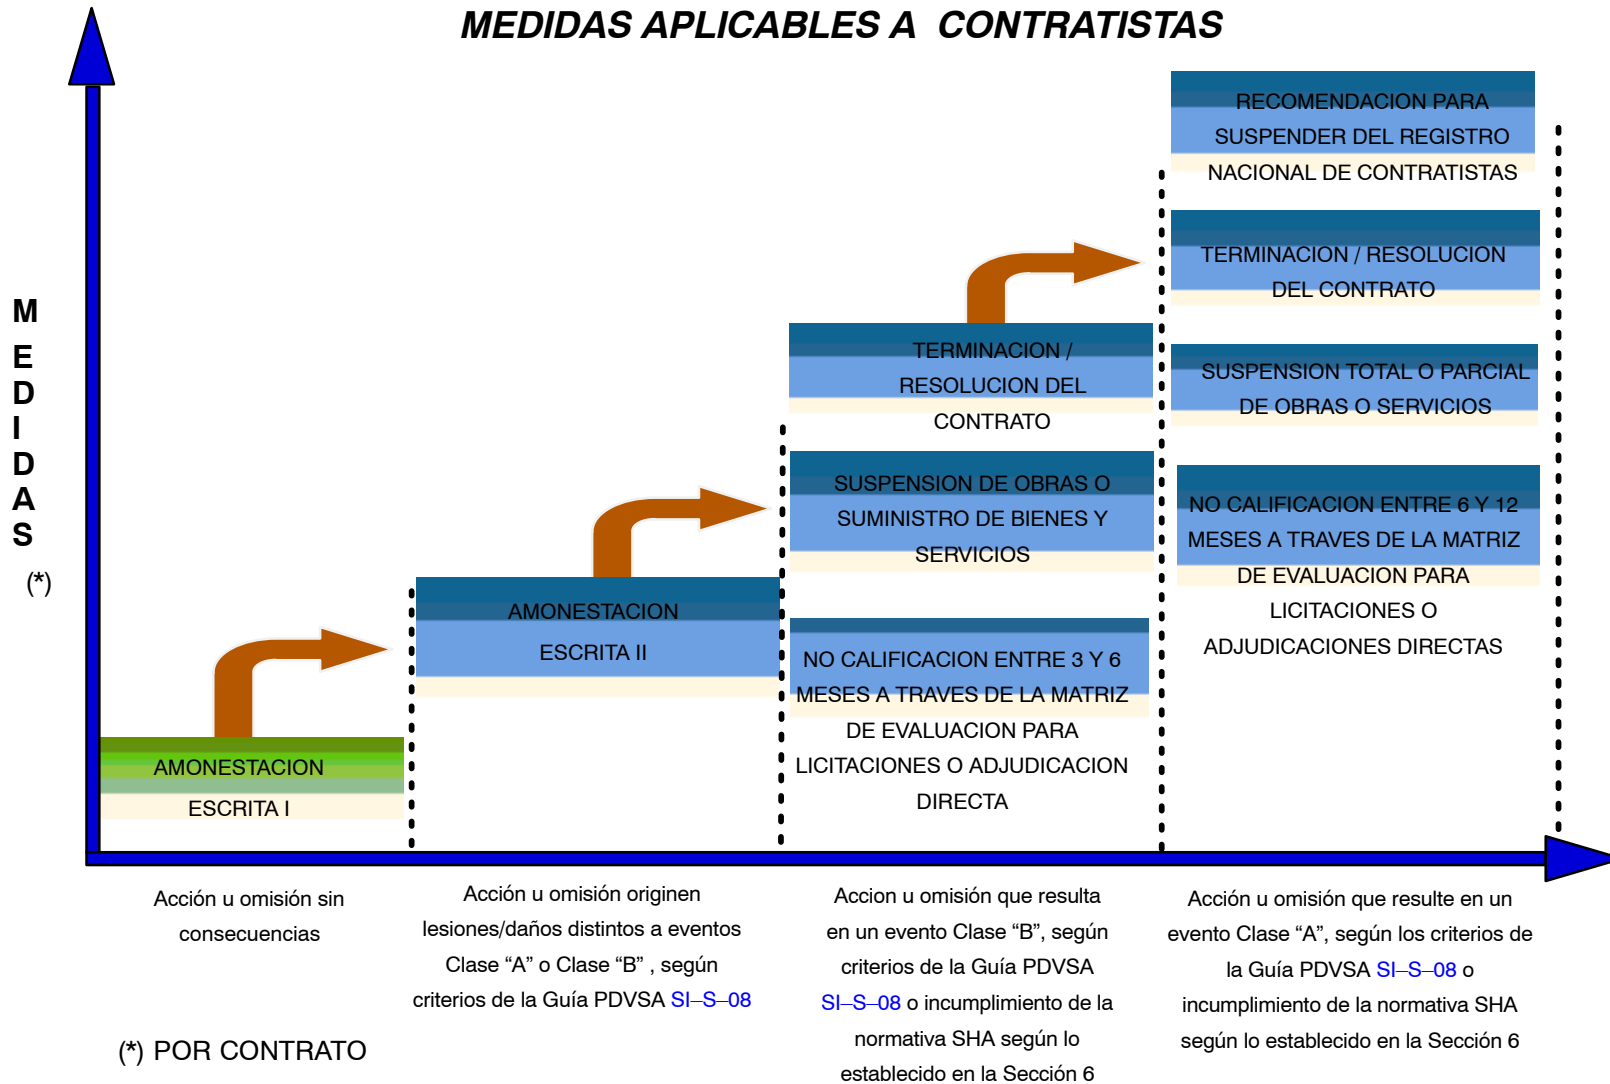 MEDIDAS APLICABLES A CONTRATISTAS
MEDIDAS
(*)
AMONESTACION
ESCRITA I
AMONESTACION
ESCRITA II
TERMINACION /
RESOLUCION DEL
CONTRATO
SUSPENSION DE OBRAS O
SUMINISTRO DE BIENES Y
SERVICIOS
NO CALIFICACION ENTRE 3 Y 6
MESES A TRAVES DE LA MATRIZ
DE EVALUACION PARA
LICITACIONES O ADJUDICACION
DIRECTA
RECOMENDACION PARA
SUSPENDER DEL REGISTRO
NACIONAL DE CONTRATISTAS
TERMINACION / RESOLUCION
DEL CONTRATO
SUSPENSION TOTAL O PARCIAL
DE OBRAS O SERVICIOS
NO CALIFICACION ENTRE 6 Y 12
MESES A TRAVES DE LA MATRIZ
DE EVALUACION PARA
LICITACIONES O
ADJUDICACIONES DIRECTAS
Acción u omisión sin
consecuencias
Acción u omisión originen
lesiones/daños distintos a eventos
Clase “A” o Clase “B” , según
criterios de la Guía PDVSA SI–S–08
Accion u omisión que resulta
en un evento Clase “B”, según
criterios de la Guía PDVSA
SI–S–08 o incumplimiento de la
normativa SHA según lo
establecido en la Sección 6
Acción u omisión que resulte en un
evento Clase “A”, según los criterios de
la Guía PDVSA SI–S–08 o
incumplimiento de la normativa SHA
según lo establecido en la Sección 6
(*) POR CONTRATO